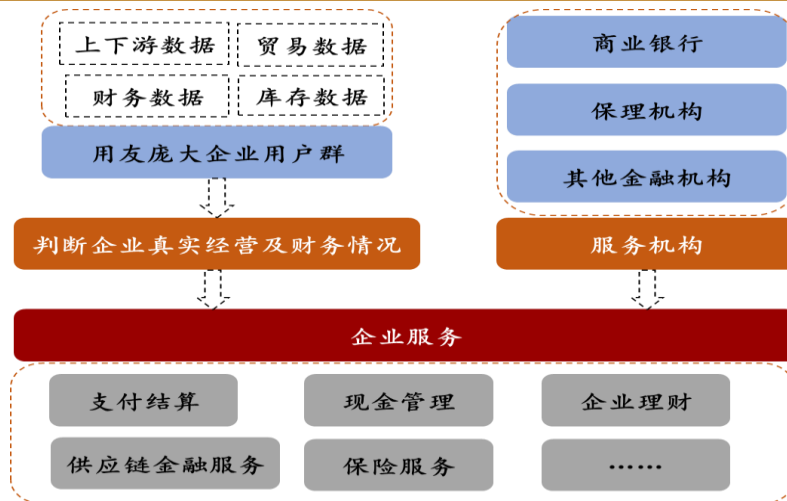 上下游数据
贸易数据
财务数据
库存数据
用友庞大企业用户群
判断企业真实经营及财务情况
商业银行
保理机构
其他金融机构
服务机构
企业服务
支付结算
现金管理
企业理财
供应链金融服务
保险服务
……